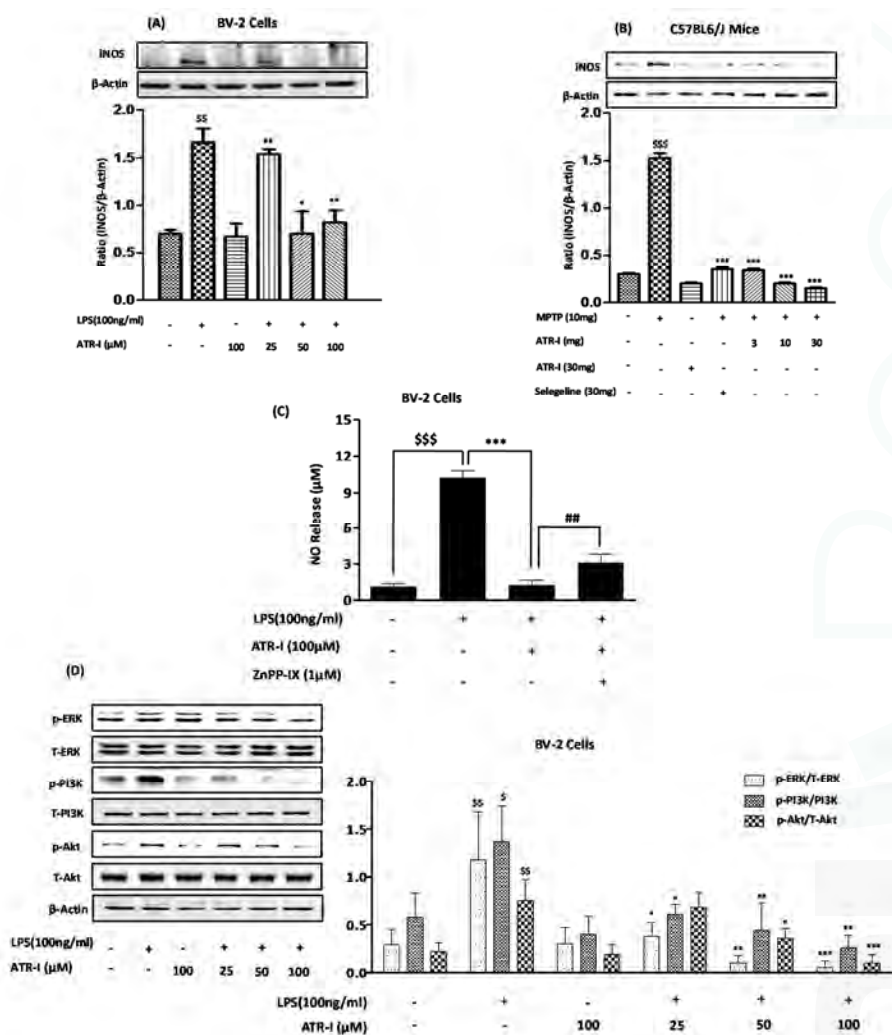 (A) BV-2 Cells
iNOS
β-Actin
Ratio (iNOS/β-Actin)
2.0
1.5
1.0
0.5
0.0
$$
**
*
**
LPS(100ng/ml) - + - + + +
ATR-I (μM) - - 100 25 50 100
(B) C57BL6/J Mice
iNOS
β-Actin
Ratio (iNOS/β-Actin)
2.0
1.5
1.0
0.5
0.0
$$$
***
***
***
***
MPTP (10mg) - + - + + + +
ATR-I (mg) - - - - 3 10 30
ATR-I (30mg) - - + - - - -
Selegeline (30mg) - - - + - - -
(C) BV-2 Cells
NO Release (μM)
15
12
9
6
3
0
$$$
***
##
LPS(100ng/ml) - + + +
ATR-I (100μM) - - + +
ZnPP-IX (1μM) - - - +
(D)
p-ERK
T-ERK
p-PI3K
T-PI3K
p-Akt
T-Akt
β-Actin
LPS(100ng/ml) - + - + + +
ATR-I (μM) - - 100 25 50 100
BV-2 Cells
p-ERK/T-ERK
p-PI3K/PI3K
p-Akt/T-Akt
2.0
1.5
1.0
0.5
0.0
$$
$
$$
*
*
**
**
*
***
**
***
LPS(100ng/ml) - + - + + +
ATR-I (μM) - - 100 25 50 100